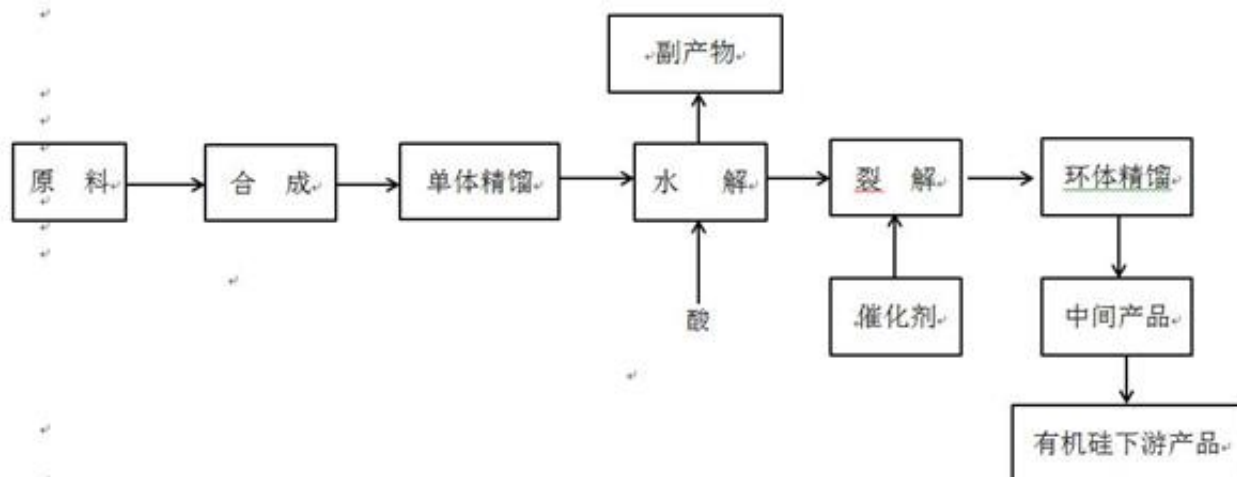 副产物
原 料
合 成
单体精馏
水 解
裂 解
环体精馏
酸
催化剂
中间产品
有机硅下游产品